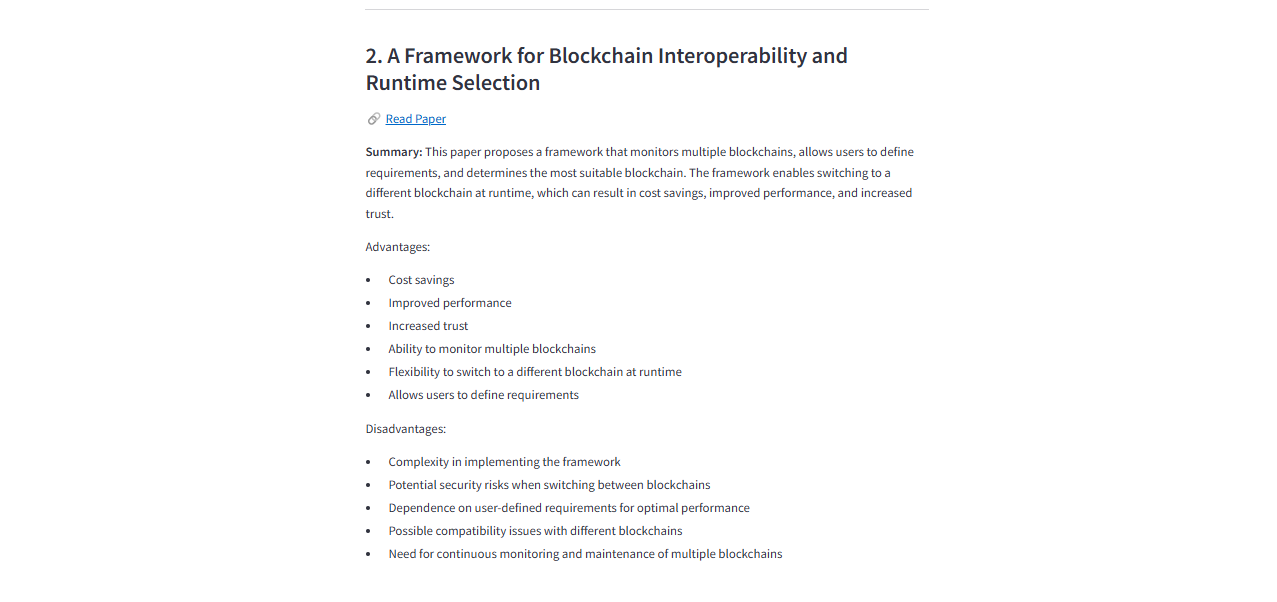 2. A Framework for Blockchain Interoperability and
Runtime Selection
Read Paper
Summary: This paper proposes a framework that monitors multiple blockchains, allows users to define
requirements, and determines the most suitable blockchain. The framework enables switching to a
different blockchain at runtime, which can result in cost savings, improved performance, and increased
trust.
Advantages:
• Cost savings
• Improved performance
• Increased trust
• Ability to monitor multiple blockchains
• Flexibility to switch to a different blockchain at runtime
• Allows users to define requirements
Disadvantages:
• Complexity in implementing the framework
• Potential security risks when switching between blockchains
• Dependence on user-defined requirements for optimal performance
• Possible compatibility issues with different blockchains
• Need for continuous monitoring and maintenance of multiple blockchains